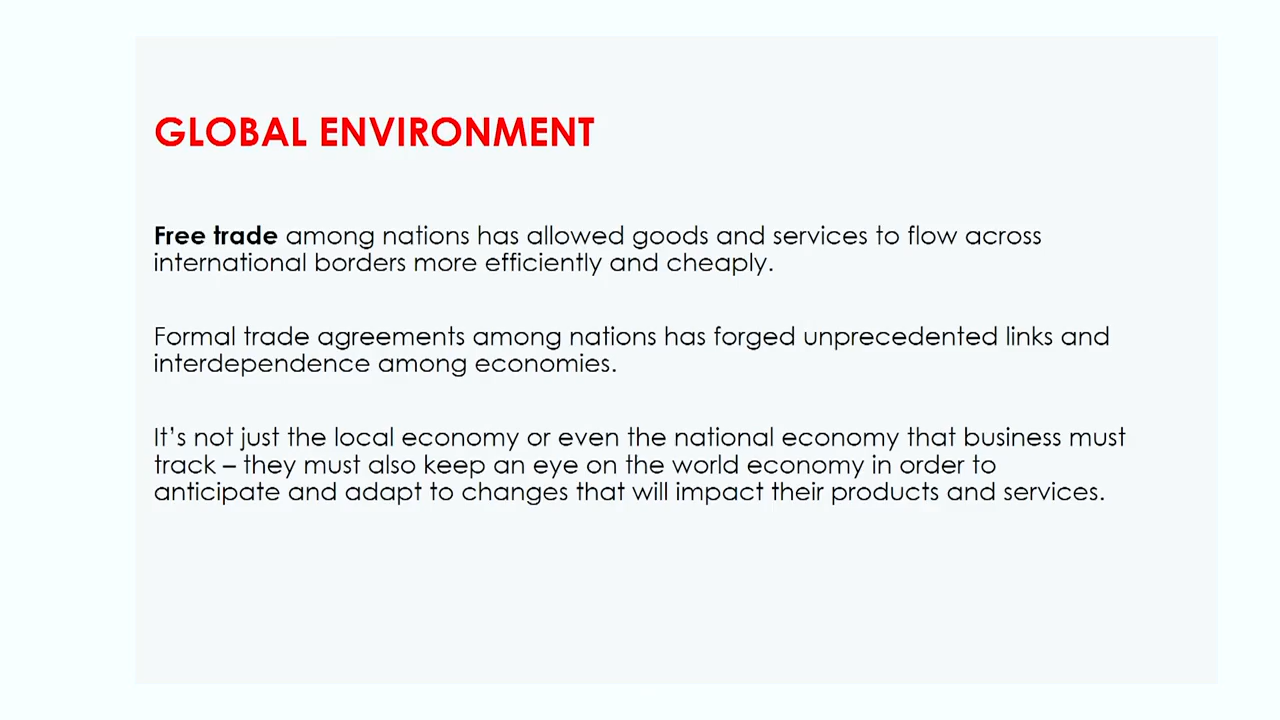 GLOBAL ENVIRONMENT
Free trade among nations has allowed goods and services to flow across
international borders more efficiently and cheaply.
Formal trade agreements among nations has forged unprecedented links and
interdependence among economies.
It’s not just the local economy or even the national economy that business must
track – they must also keep an eye on the world economy in order to
anticipate and adapt to changes that will impact their products and services.